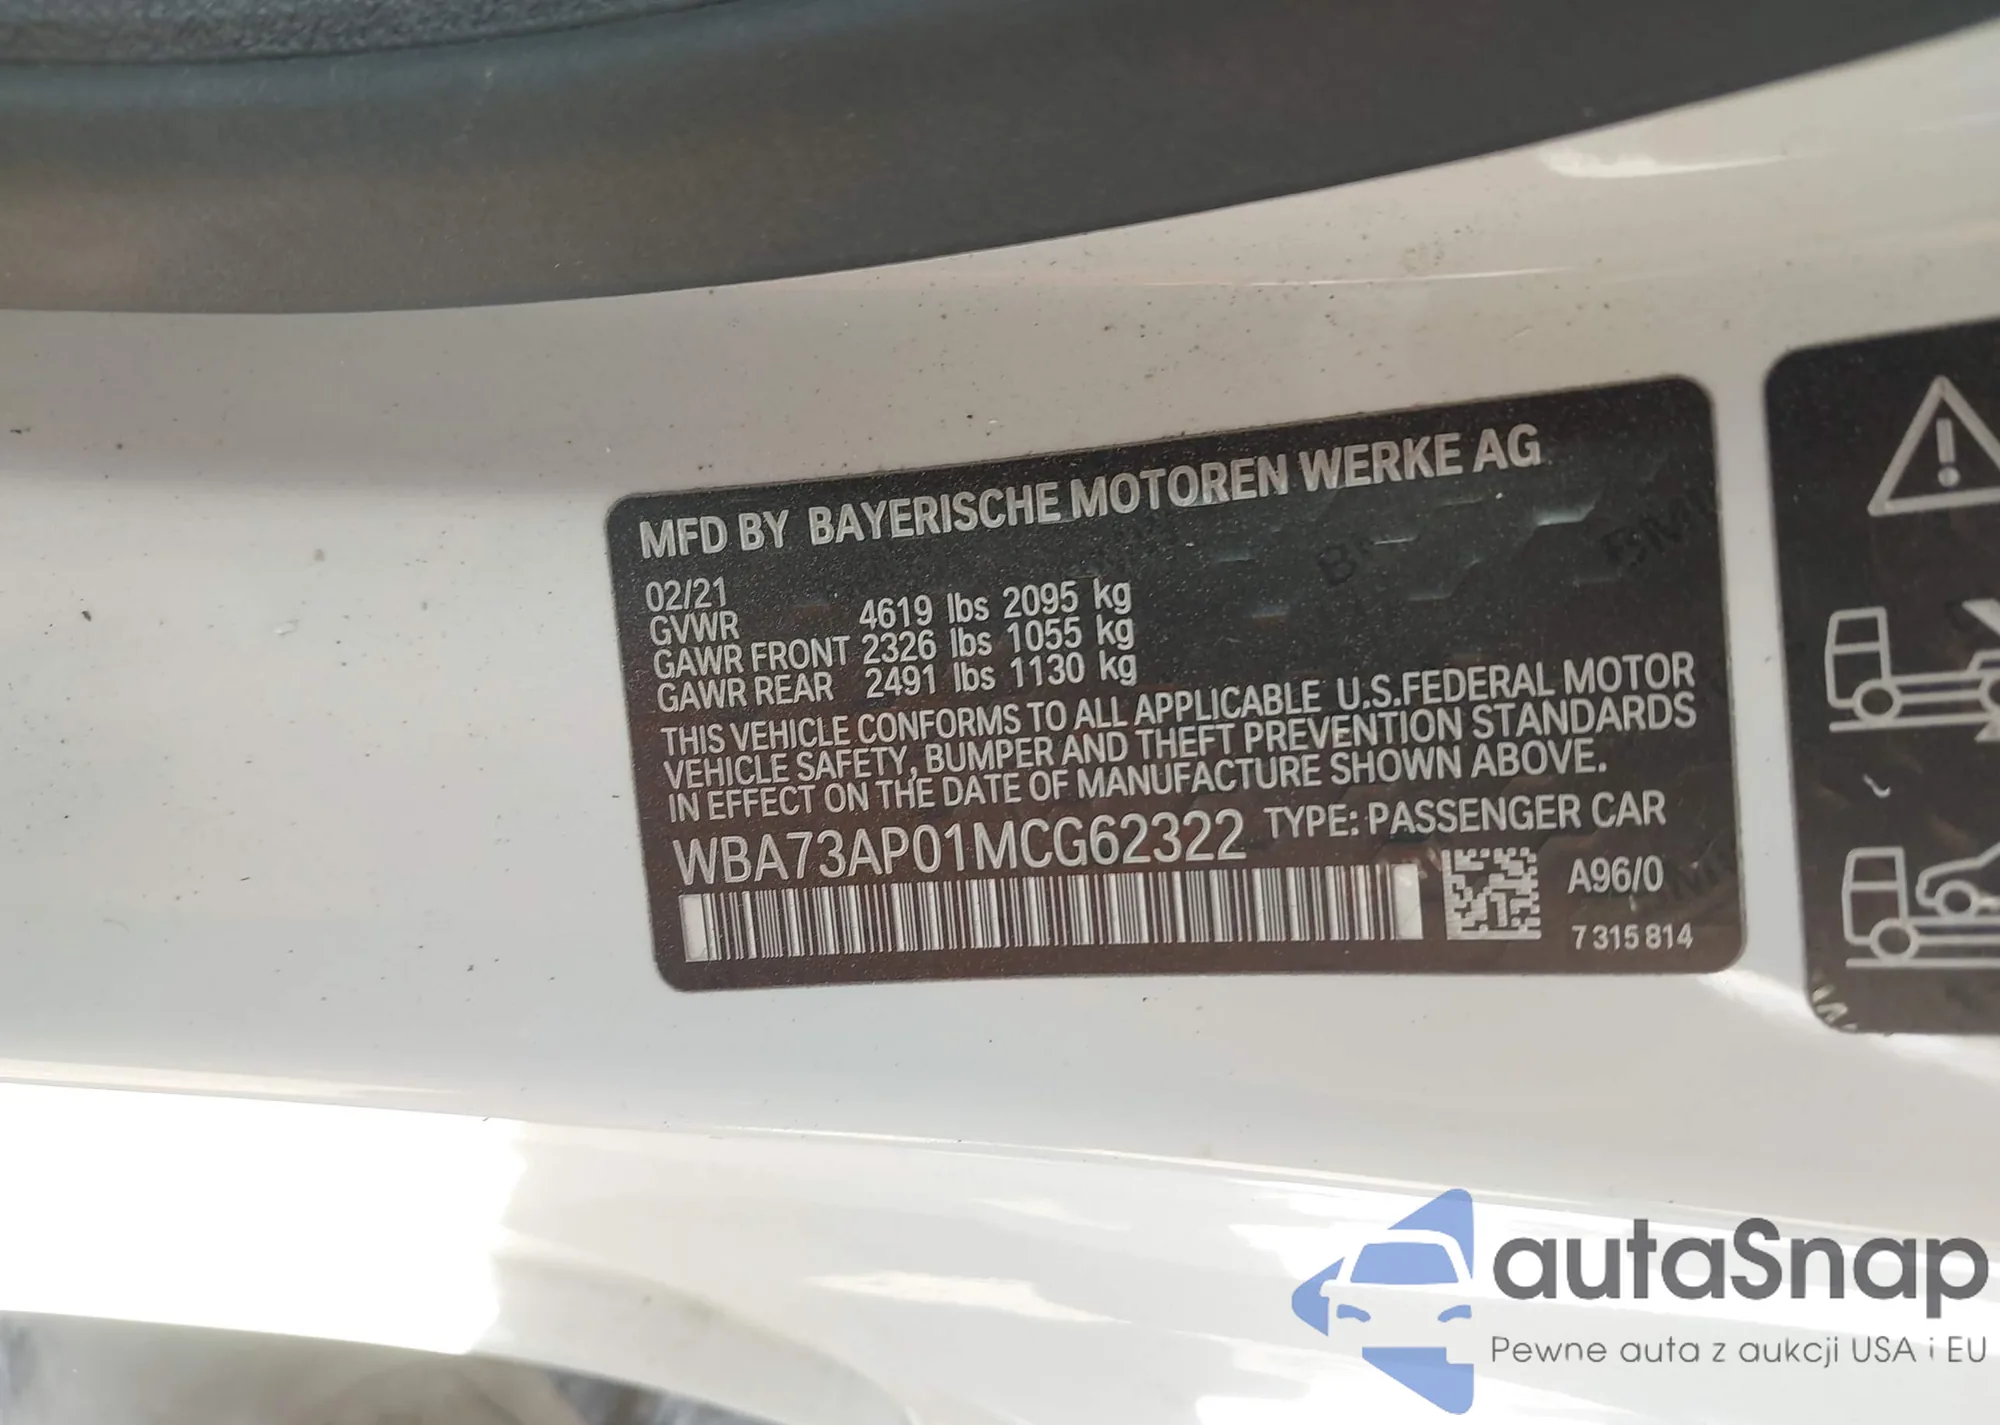 MFD BY BAYERISCHE MOTOREN WERKE AG
02/21
GVWR 4619 lbs 2095 kg
GAWR FRONT 2326 lbs 1055 kg
GAWR REAR 2491 lbs 1130 kg
THIS VEHICLE CONFORMS TO ALL APPLICABLE U.S.FEDERAL MOTOR
VEHICLE SAFETY, BUMPER AND THEFT PREVENTION STANDARDS
IN EFFECT ON THE DATE OF MANUFACTURE SHOWN ABOVE.
WBA73AP01MCG62322 TYPE: PASSENGER CAR
A96/0
7 315 814
autaSnap
Pewne auta z aukcji USA i EU